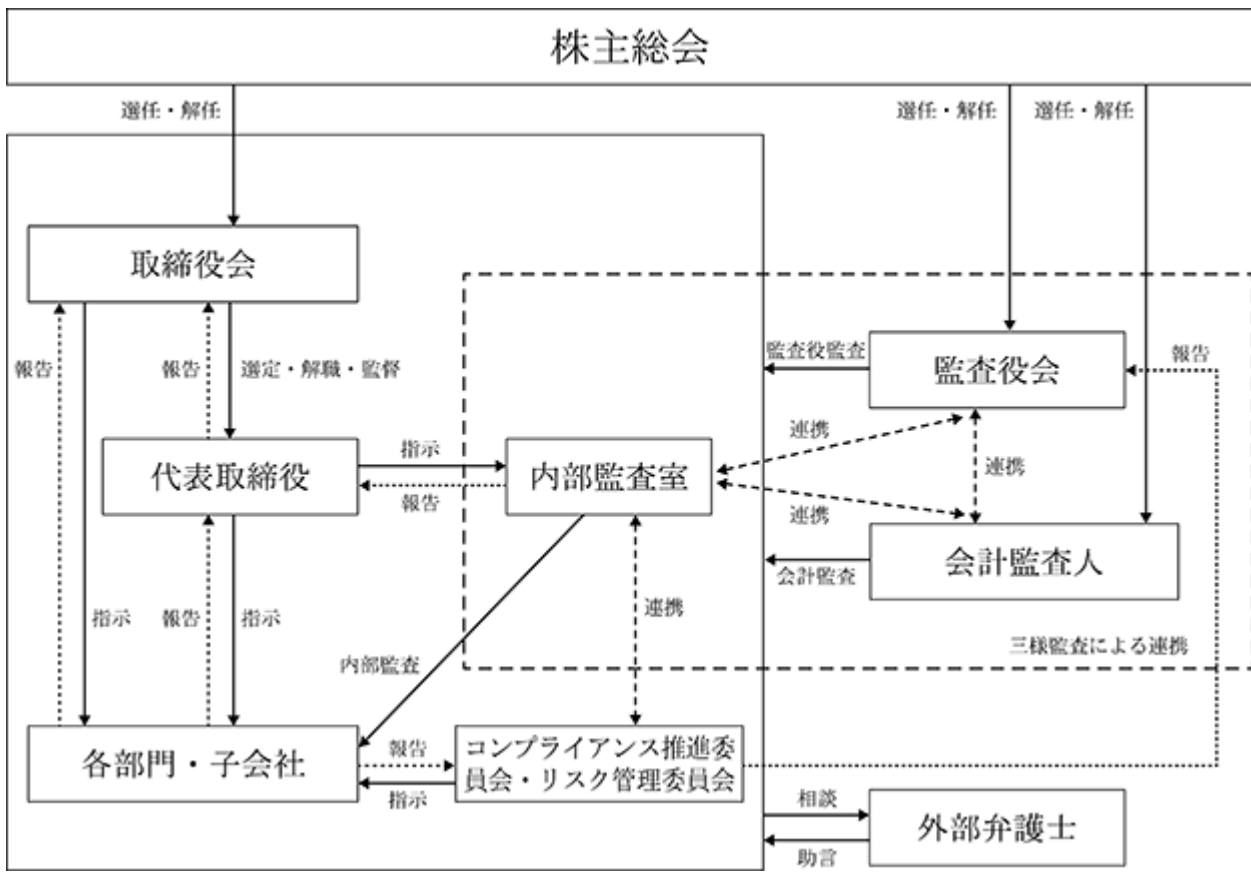 株主総会
選任・解任
選任・解任
選任・解任
取締役会
報告
報告
選定・解職・監督
監査役監査
監査役会
報告
連携
連携
連携
代表取締役
指示
報告
内部監査室
会計監査
会計監査人
指示
報告
指示
連携
内部監査
三様監査による連携
各部門・子会社
報告
指示
コンプライアンス推進委
員会・リスク管理委員会
相談
助言
外部弁護士